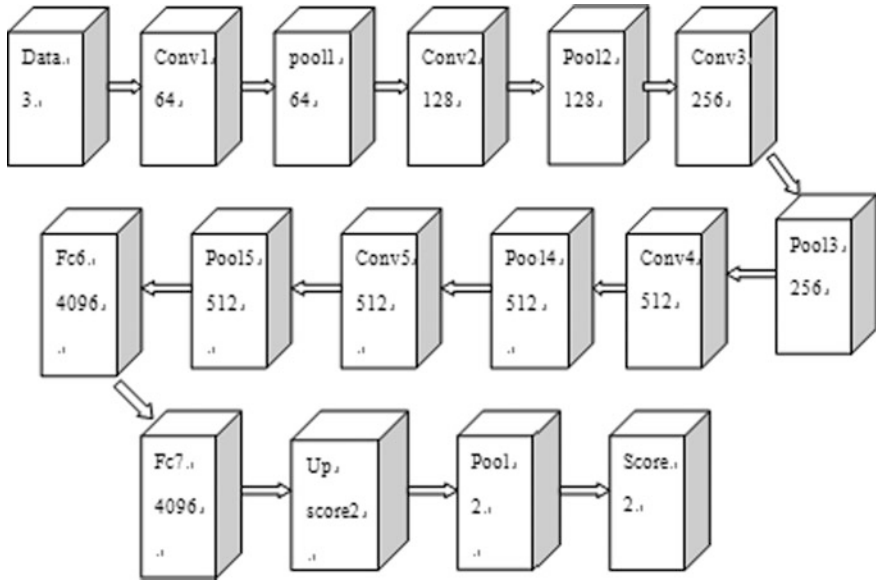 Data
3
Conv1
64
pool1
64
Conv2
128
Pool2
128
Conv3
256
Pool3
256
Conv4
512
Pool4
512
Conv5
512
Pool5
512
Fc6
4096
Fc7
4096
Up
score2
Pool
2
Score
2